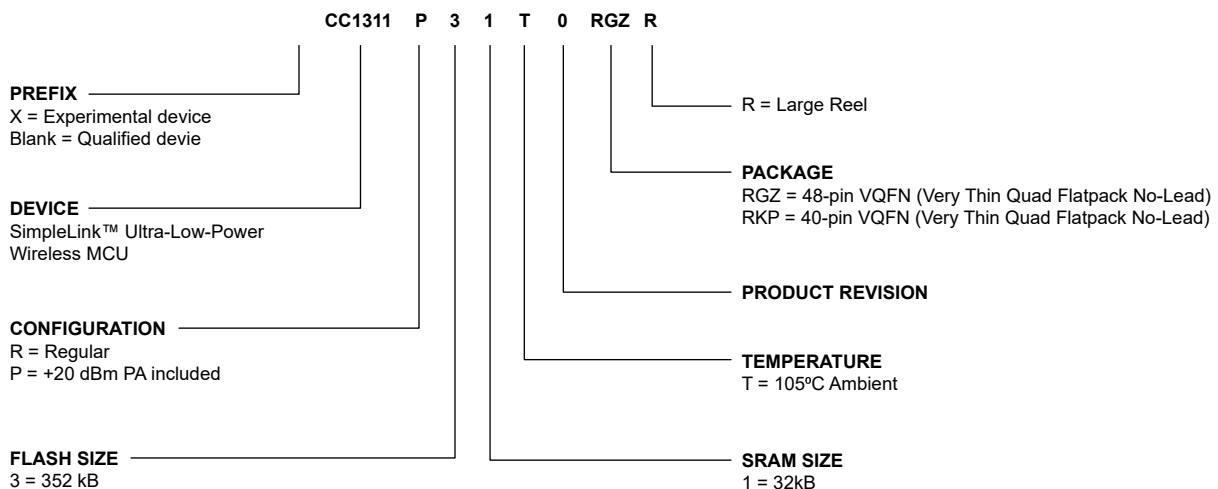 CC1311 P 3 1 T 0 RGZ R
PREFIX
X = Experimental device
Blank = Qualified devie
DEVICE
SimpleLink™ Ultra-Low-Power
Wireless MCU
CONFIGURATION
R = Regular
P = +20 dBm PA included
FLASH SIZE
3 = 352 kB
R = Large Reel
PACKAGE
RGZ = 48-pin VQFN (Very Thin Quad Flatpack No-Lead)
RKP = 40-pin VQFN (Very Thin Quad Flatpack No-Lead)
PRODUCT REVISION
TEMPERATURE
T = 105ºC Ambient
SRAM SIZE
1 = 32kB